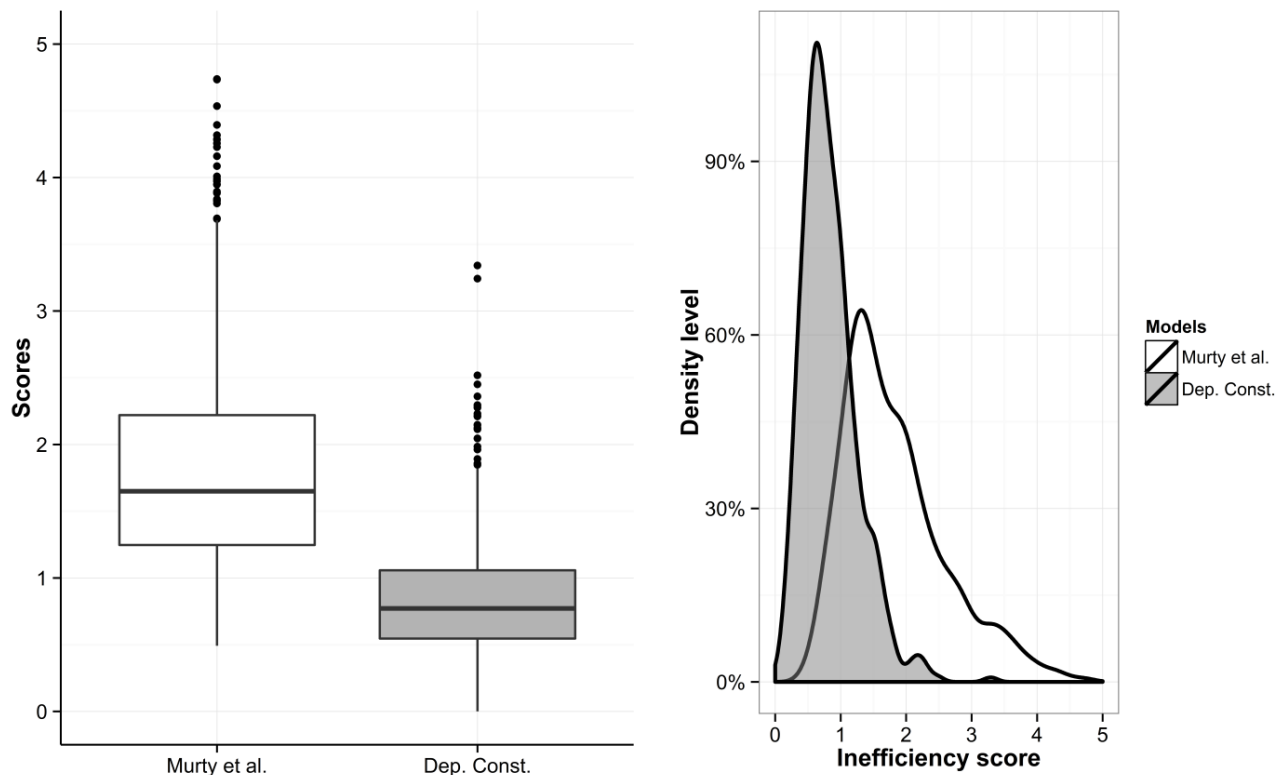 5
4
3
2
1
0
Scores
Murty et al.
Dep. Const.
90%
60%
30%
0%
Density level
0 1 2 3 4 5
Inefficiency score
Models
Murty et al.
Dep. Const.